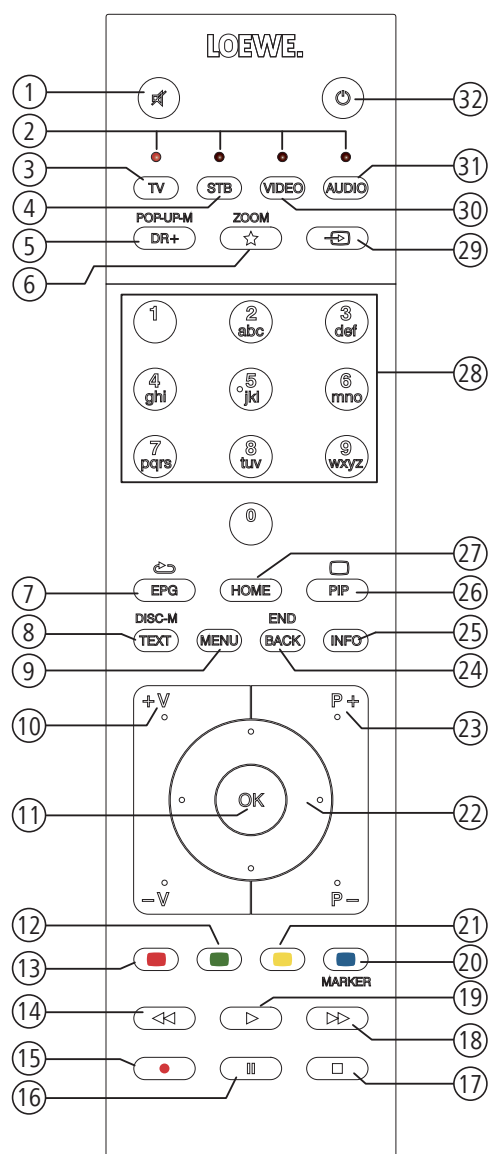 LOEWE.
1
32
2
3
TV
STB
VIDEO
AUDIO
31
4
30
POP-UP-M
ZOOM
5
DR+
29
6
1
2
abc
3
def
4
ghi
5
jkl
6
mno
28
7
pqrs
8
tuv
9
wxyz
0
27
7
EPG
HOME
PIP
26
DISC-M
END
8
TEXT
MENU
BACK
INFO
25
9
24
10
+V
P+
23
11
OK
22
–V
P–
12
21
13
20
MARKER
14
19
18
15
16
17